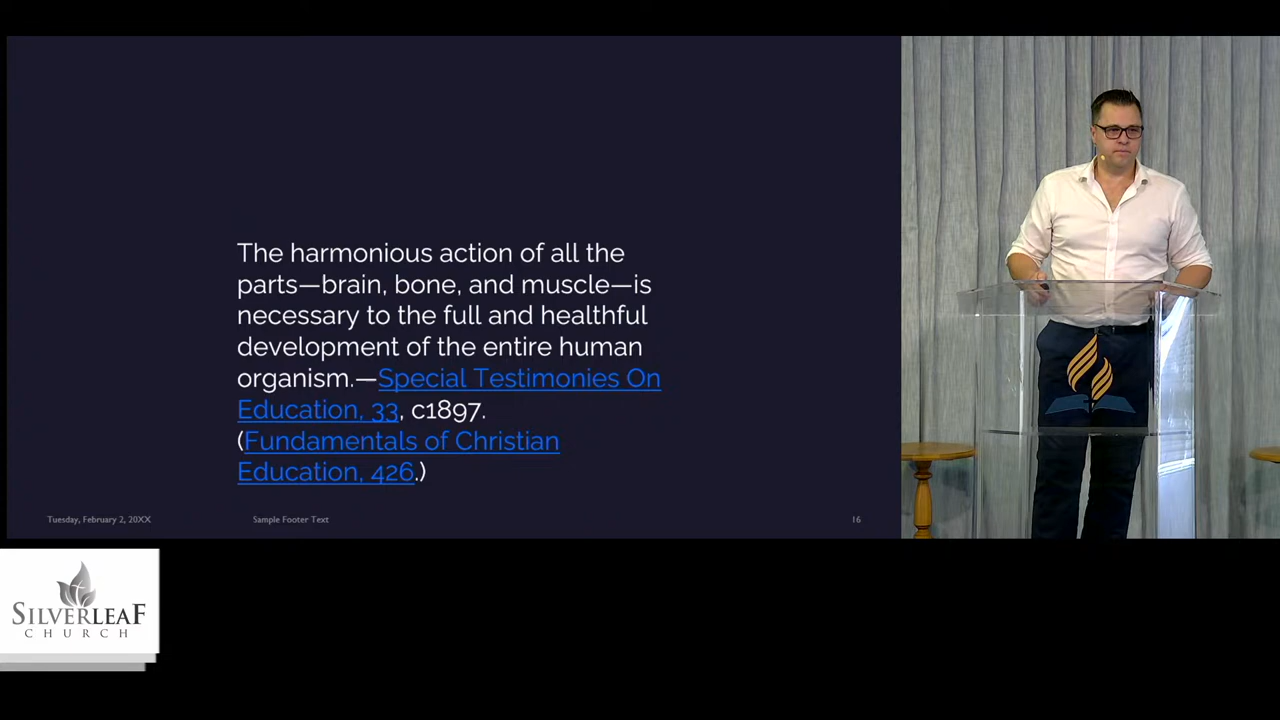 The harmonious action of all the
parts—brain, bone, and muscle—is
necessary to the full and healthful
development of the entire human
organism.—Special Testimonies On
Education, 33, c1897.
(Fundamentals of Christian
Education, 426.)
Tuesday, February 2, 20XX
Sample Footer Text
16
SILVERLEAF
CHURCH